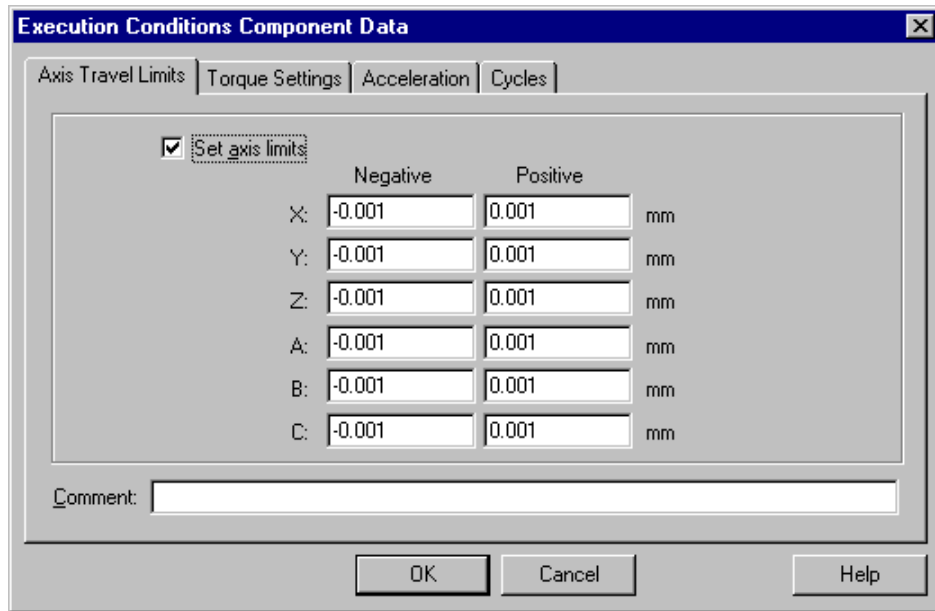 Execution Conditions Component Data
Axis Travel Limits Torque Settings Acceleration Cycles
Set axis limits
Negative Positive
X: -0.001 0.001 mm
Y: -0.001 0.001 mm
Z: -0.001 0.001 mm
A: -0.001 0.001 mm
B: -0.001 0.001 mm
C: -0.001 0.001 mm
Comment:
OK Cancel Help